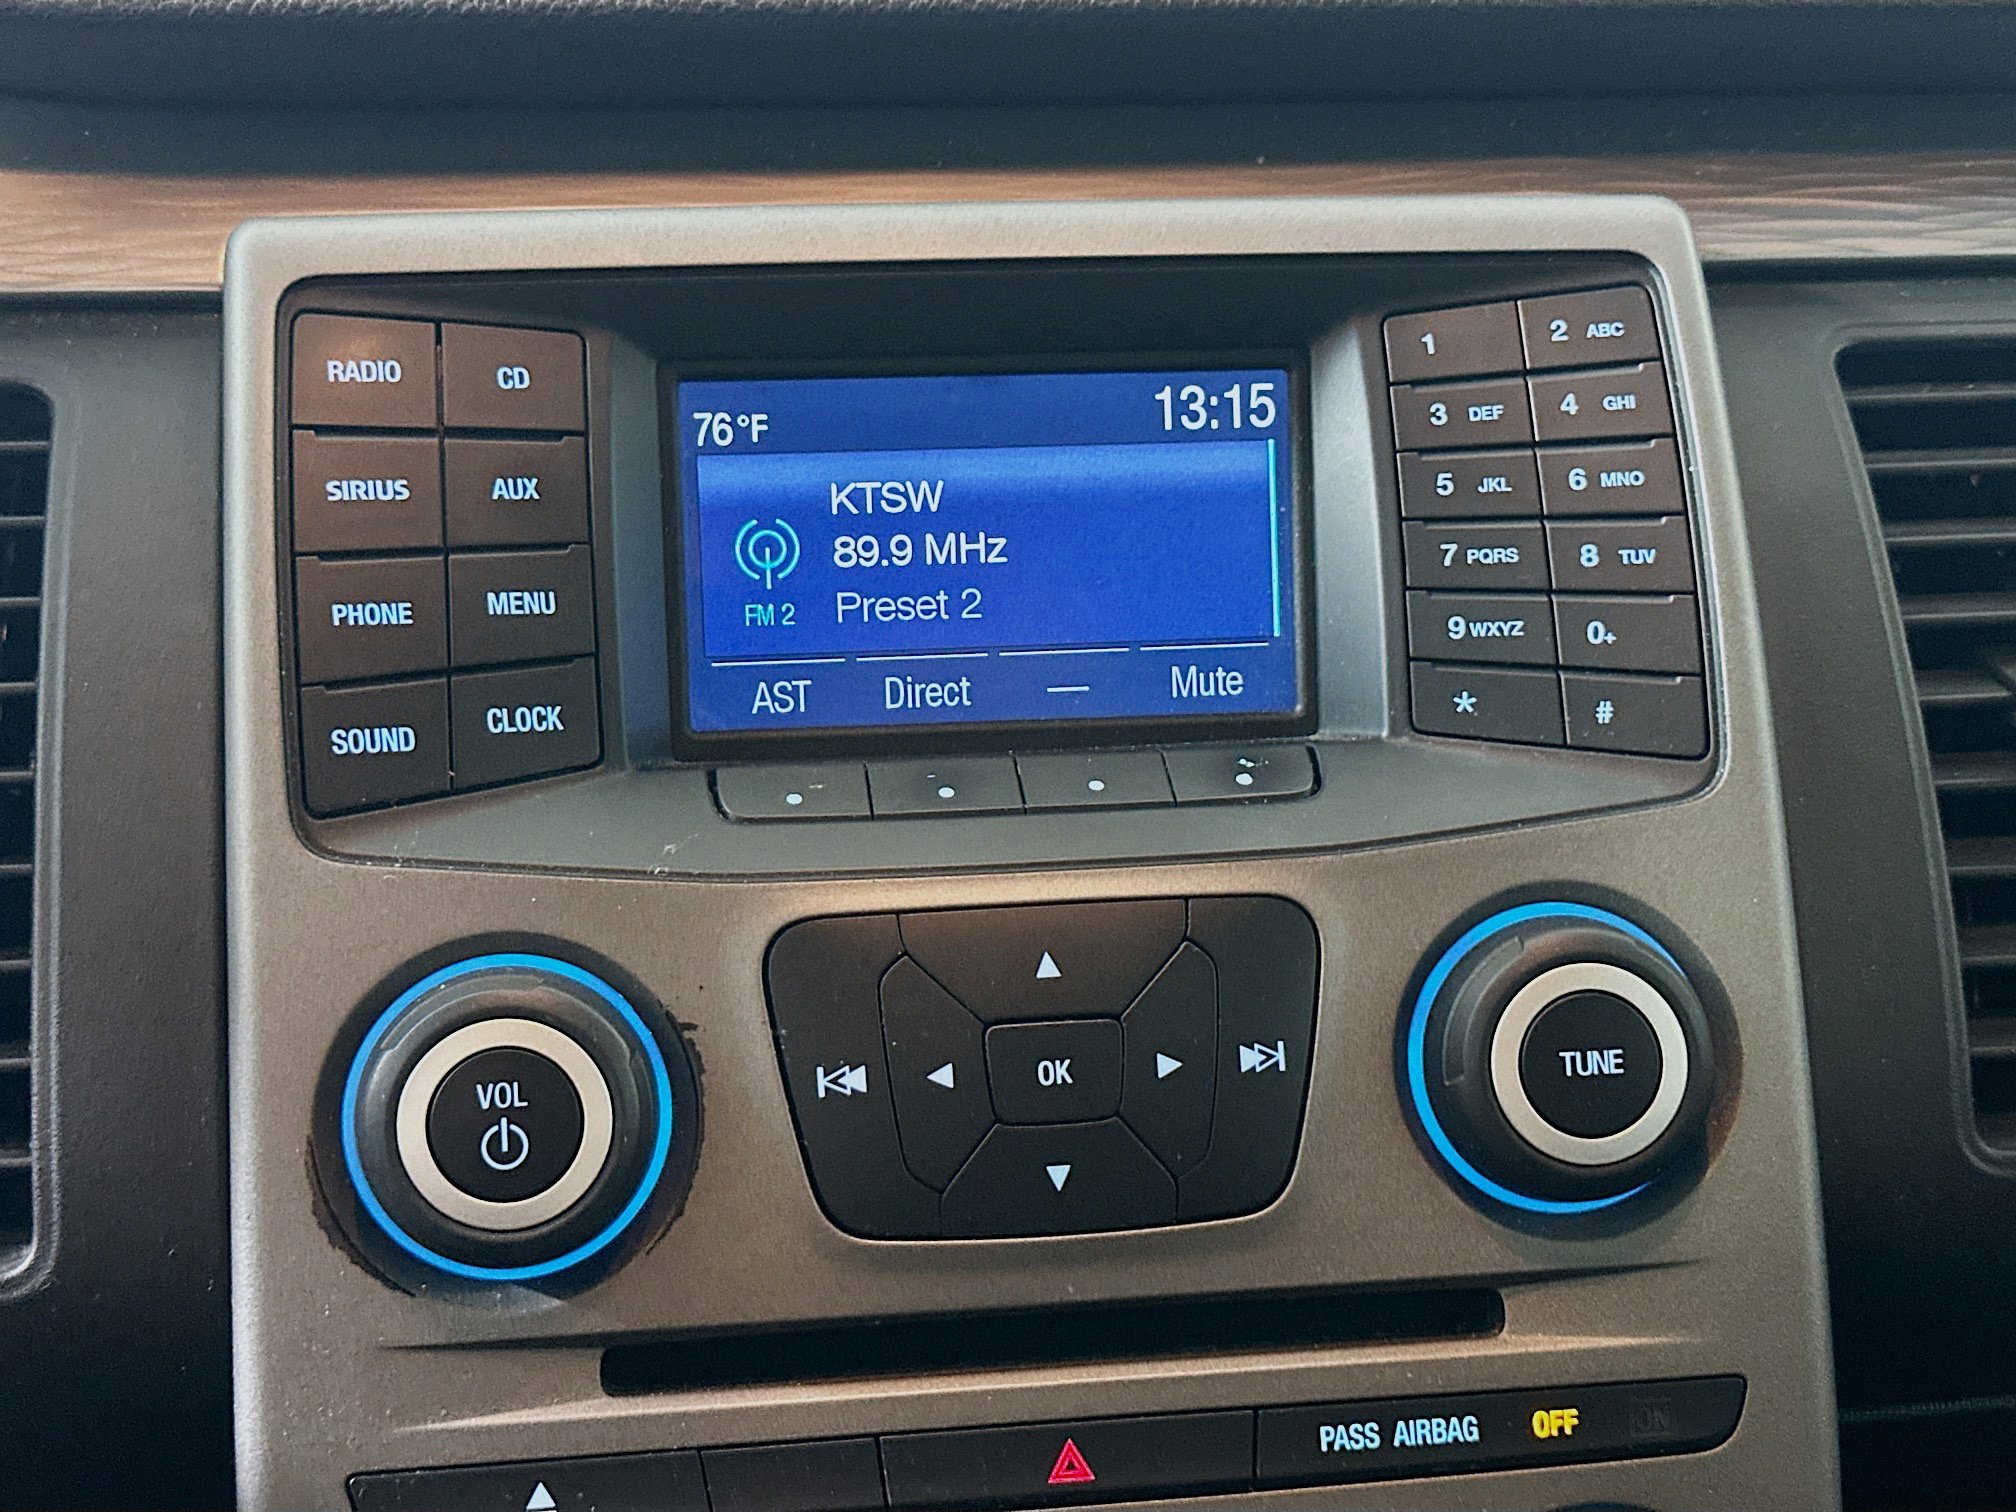 RADIO CD
SIRIUS AUX
PHONE MENU
SOUND CLOCK
76°F 13:15
KTSW
89.9 MHz
FM 2 Preset 2
AST Direct — Mute
1 2 ABC
3 DEF 4 GHI
5 JKL 6 MNO
7 PQRS 8 TUV
9 WXYZ 0+
* #
VOL
OK
TUNE
PASS AIRBAG OFF ON